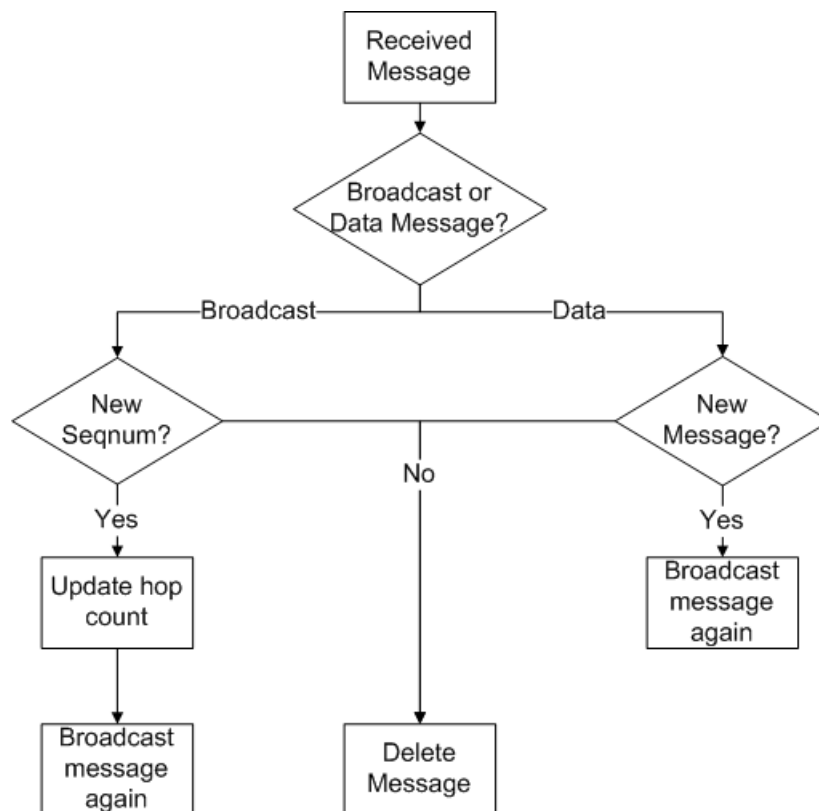 Received
Message
Broadcast or
Data Message?
Broadcast
Data
New
Seqnum?
New
Message?
No
Yes
Yes
Update hop
count
Broadcast
message
again
Broadcast
message
again
Delete
Message